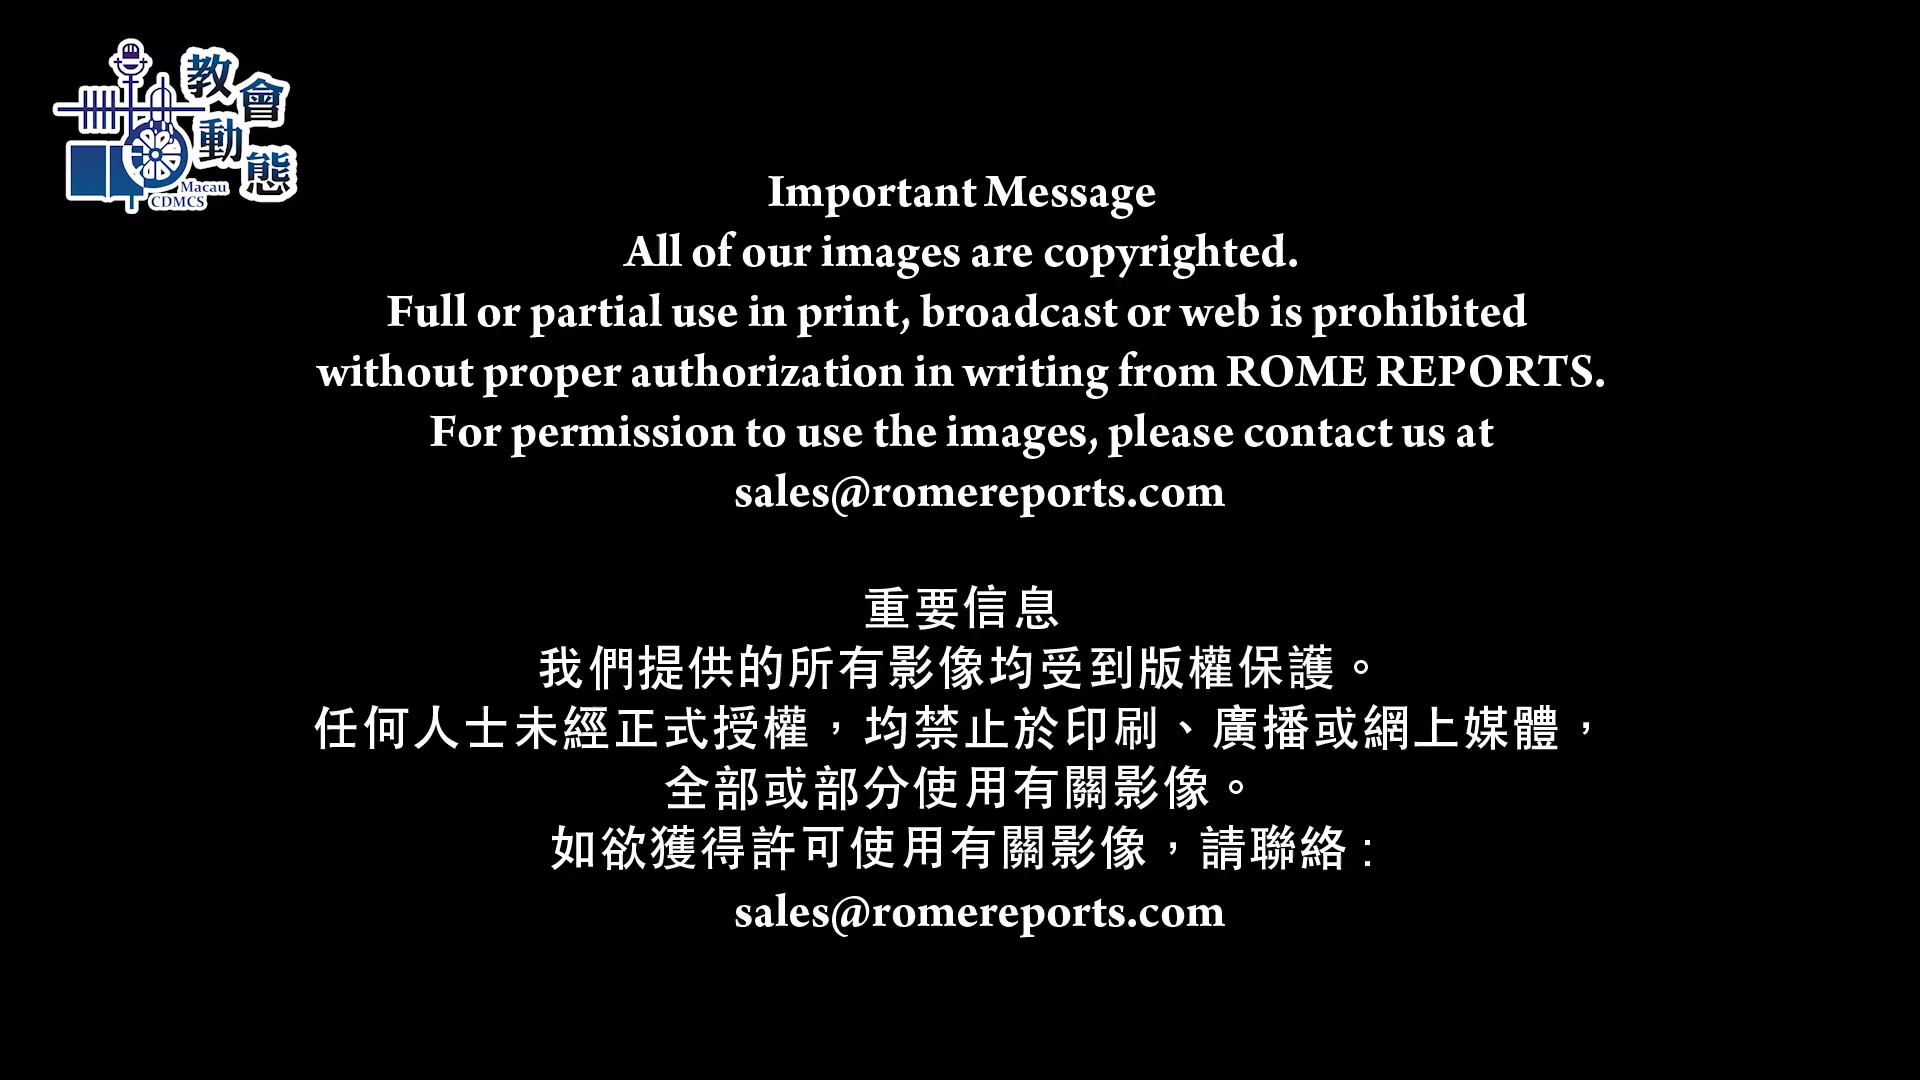 教會動態
Macau
CDMCS
Important Message
All of our images are copyrighted.
Full or partial use in print, broadcast or web is prohibited
without proper authorization in writing from ROME REPORTS.
For permission to use the images, please contact us at
sales@romereports.com
重要信息
我們提供的所有影像均受到版權保護。
任何人士未經正式授權，均禁止於印刷、廣播或網上媒體，
全部或部分使用有關影像。
如欲獲得許可使用有關影像，請聯絡：
sales@romereports.com